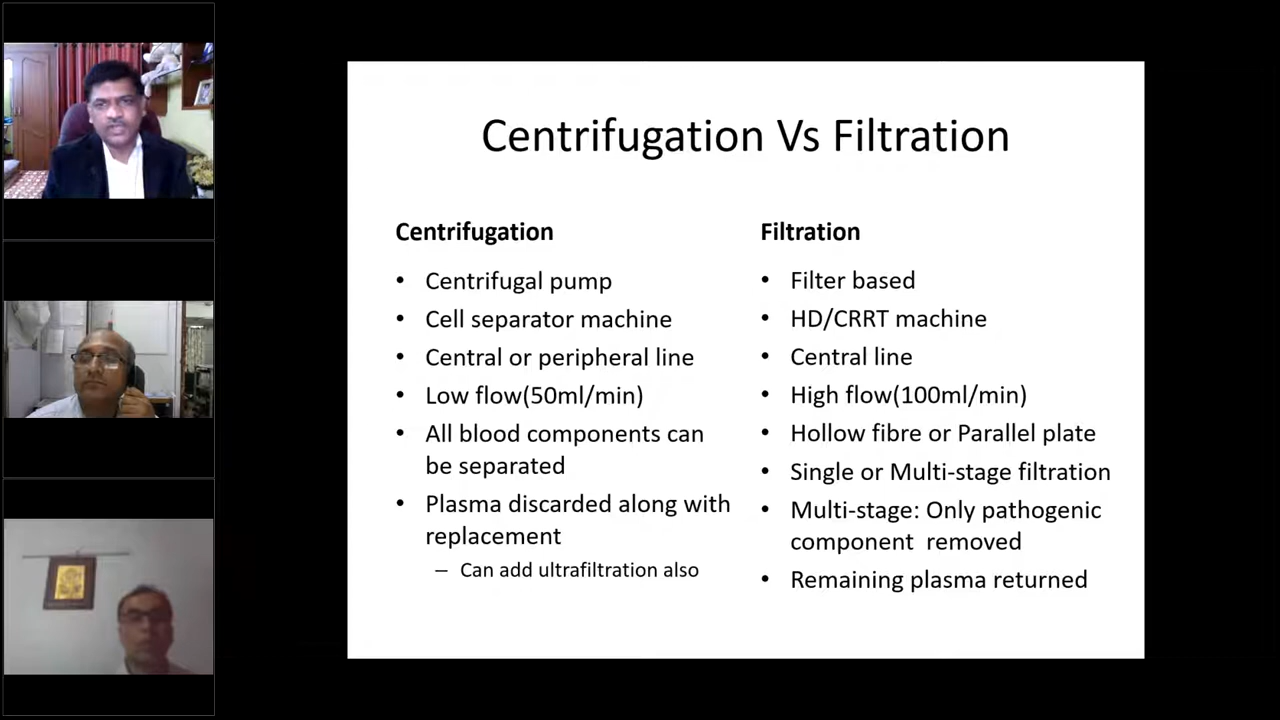 Centrifugation Vs Filtration
Centrifugation
• Centrifugal pump
• Cell separator machine
• Central or peripheral line
• Low flow(50ml/min)
• All blood components can
be separated
• Plasma discarded along with
replacement
– Can add ultrafiltration also
Filtration
• Filter based
• HD/CRRT machine
• Central line
• High flow(100ml/min)
• Hollow fibre or Parallel plate
• Single or Multi-stage filtration
• Multi-stage: Only pathogenic
component removed
• Remaining plasma returned